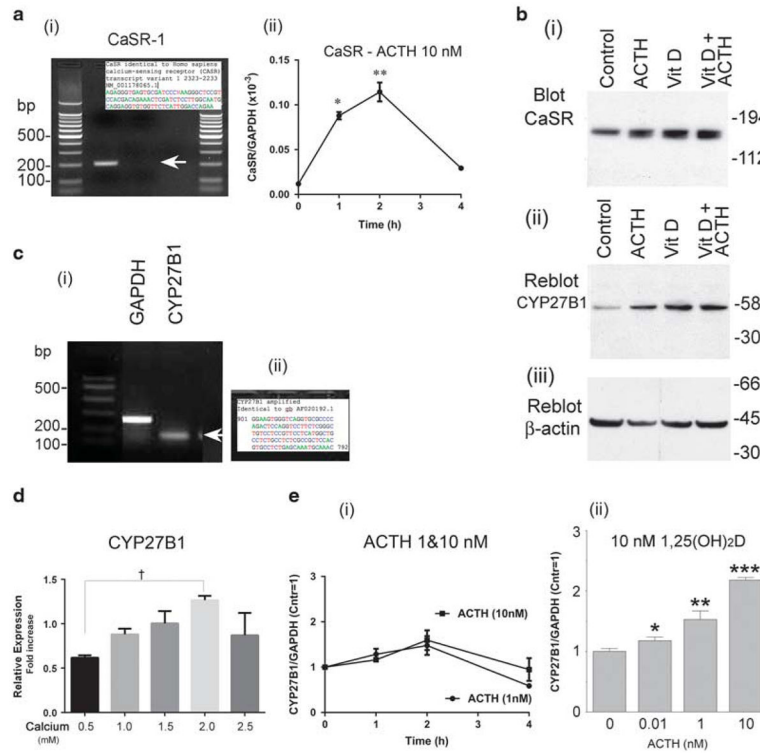 a
(i)
CaSR-1
CaSR identical to Homo sapiens
calcium-sensing receptor (CASR)
transcript variant 1 2323-2233
NM_001178065.1
bp
500-
200-
100-
(ii)
CaSR - ACTH 10 nM
CaSR/GAPDH (x10⁻³)
0.15
0.10
0.05
0.00
*
**
0 1 2 4
Time (h)
b
(i)
Control
ACTH
Vit D
Vit D +
ACTH
Blot
CaSR
-194
-112
(ii)
Control
ACTH
Vit D
Vit D +
ACTH
Reblot
CYP27B1
-58
-30
(iii)
Reblot
β-actin
-66
-45
-30
c
(i)
GAPDH
CYP27B1
bp
500-
200-
100-
(ii)
CYP27B1 amplified
Identical to gb AF020192.1
901 GGAAGTGGGTCAGGTGCGCCCC
AGACTCCAGGTCCTTCTCGGGC
TGTCCTCCGTTCCTCATGGCTG
CCTCTGCCTCTCGCCGCTCCAC
GTGCCTCTGAGCAAATGCAAAC 792
d
CYP27B1
Relative Expression
Fold increase
1.5
1.0
0.5
0.0
†
Calcium
(mM)
0.5 1.0 1.5 2.0 2.5
e
(i)
ACTH 1&10 nM
CYP27B1/GAPDH (Cntr=1)
3
2
1
0
ACTH (10nM)
ACTH (1nM)
0 1 2 4
Time (h)
(ii)
10 nM 1,25(OH)₂D
CYP27B1/GAPDH (Cntr=1)
3
2
1
0
*
**
***
0 0.01 1 10
ACTH (nM)